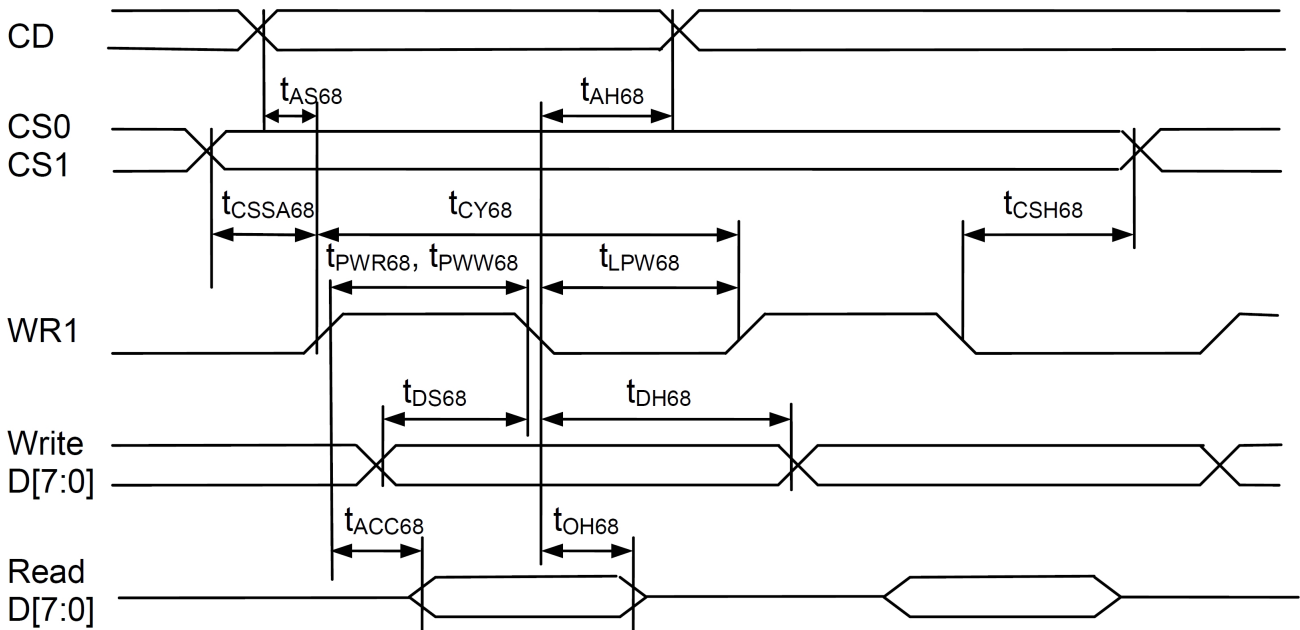 CD
tAS68
tAH68
CS0
CS1
tCSSA68
tCY68
tCSH68
tPWR68, tPWW68
tLPW68
WR1
tDS68
tDH68
Write
D[7:0]
tACC68
tOH68
Read
D[7:0]